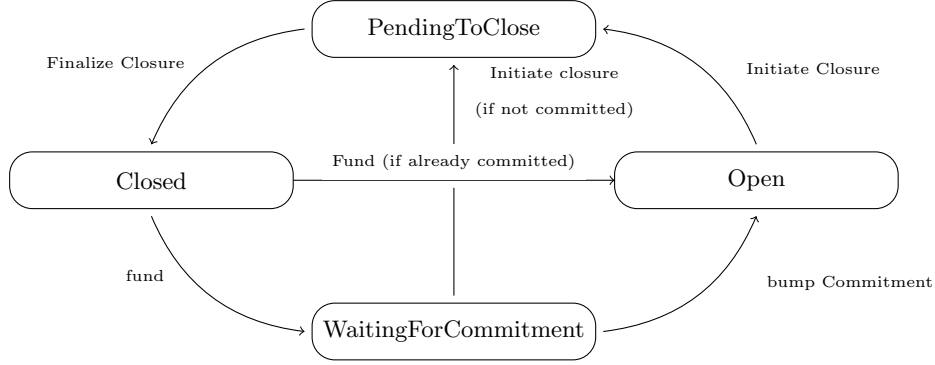 PendingToClose
Finalize Closure
Initiate closure
(if not committed)
Initiate Closure
Fund (if already committed)
Closed
Open
fund
bump Commitment
WaitingForCommitment